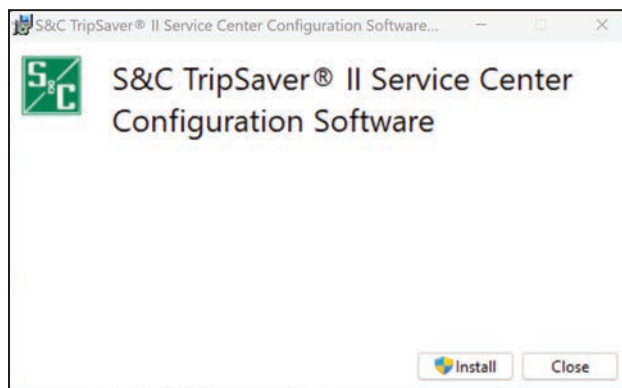 S&C TripSaver® II Service Center Configuration Software...
S&C
S&C TripSaver® II Service Center
Configuration Software
Install
Close